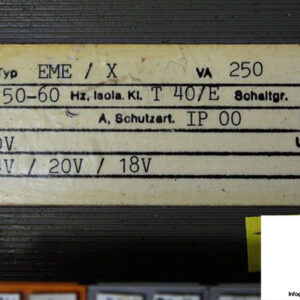 Typ EME / X VA 250
50-60 Hz, Isola. Kl. T 40/E Schaltgr.
A, Schutzart. IP 00
V / 20V / 18V